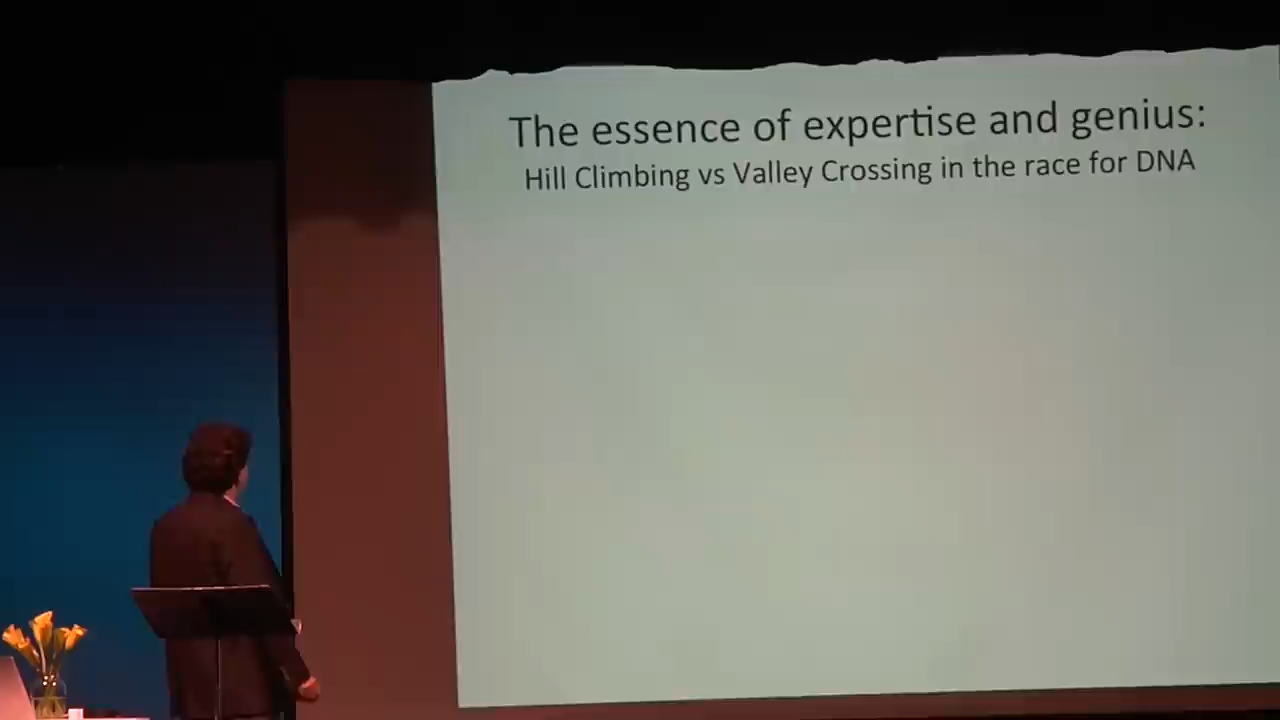 The essence of expertise and genius:
Hill Climbing vs Valley Crossing in the race for DNA